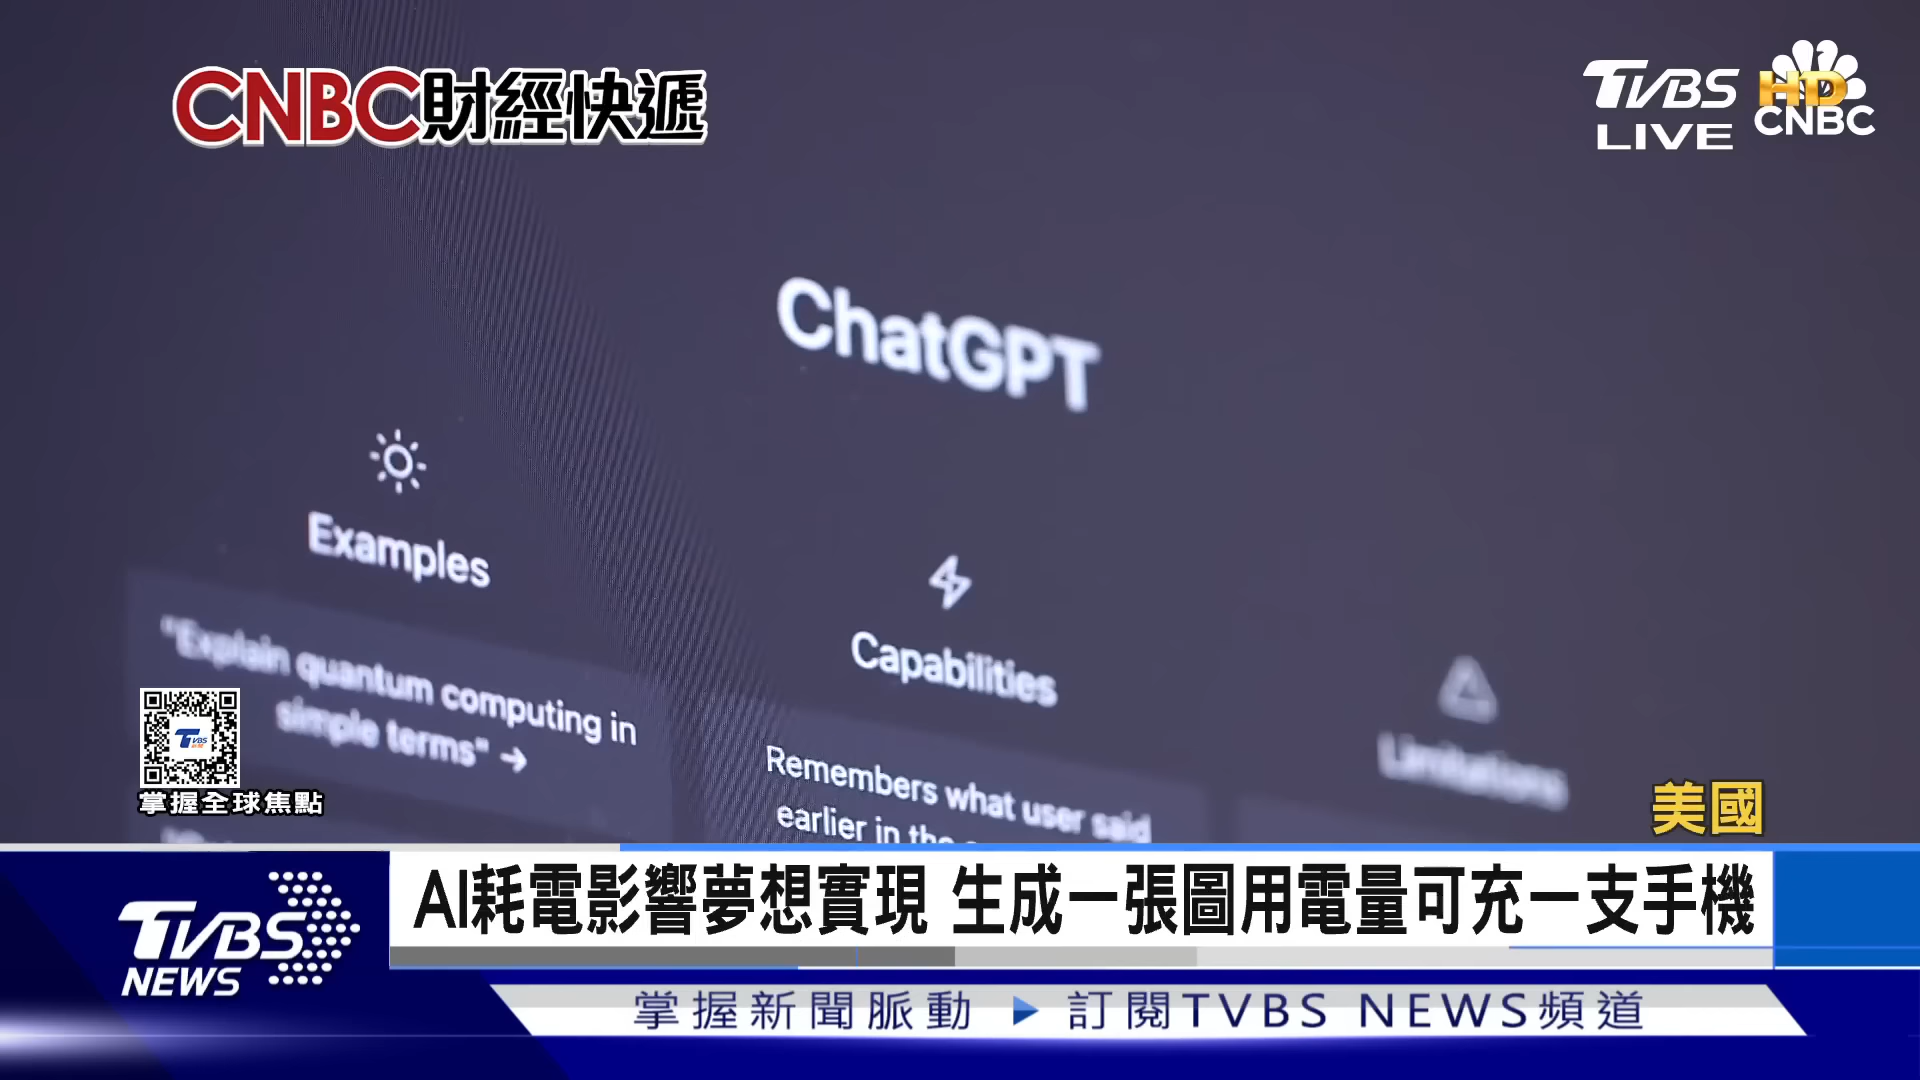 CNBC財經快遞
TVBS
LIVE
HD
CNBC
ChatGPT
Examples
"Explain quantum computing in
simple terms" →
Capabilities
Remembers what user said
earlier in the
Limitations
TVBS
新聞
掌握全球焦點
美國
AI耗電影響夢想實現 生成一張圖用電量可充一支手機
TVBS
NEWS
掌握新聞脈動 ▶ 訂閱TVBS NEWS頻道